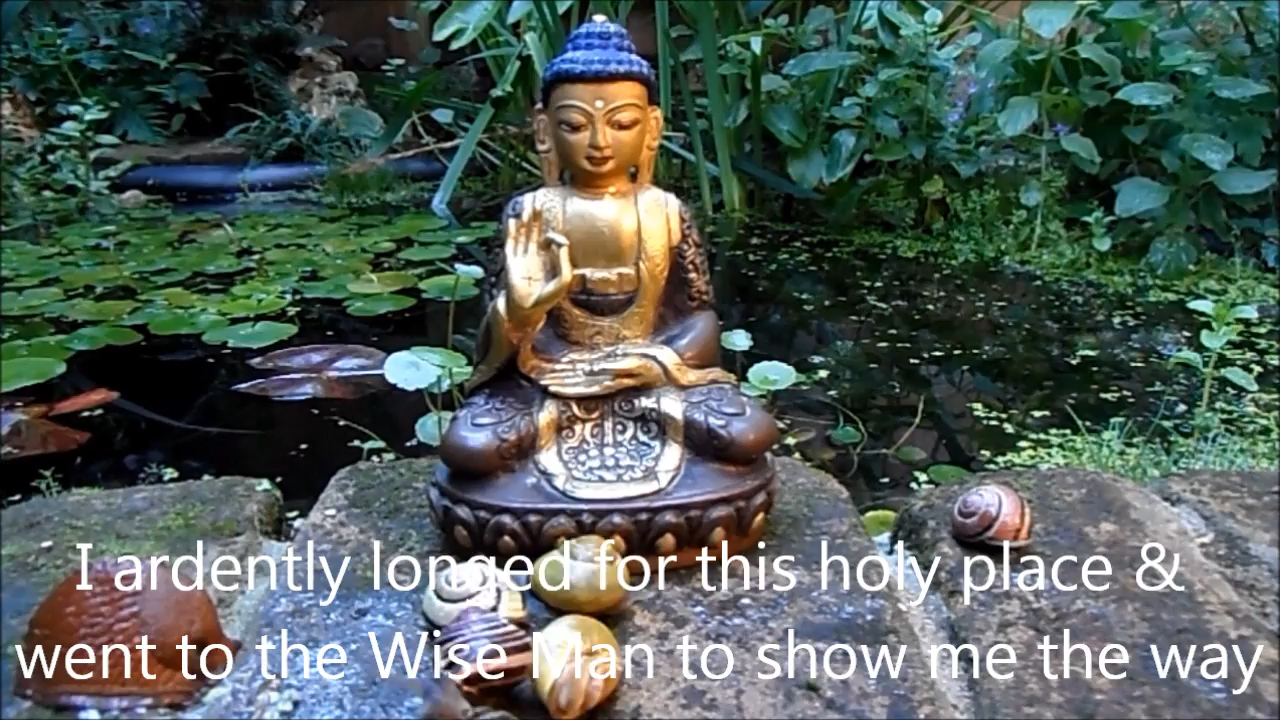 I ardently longed for this holy place &
went to the Wise Man to show me the way